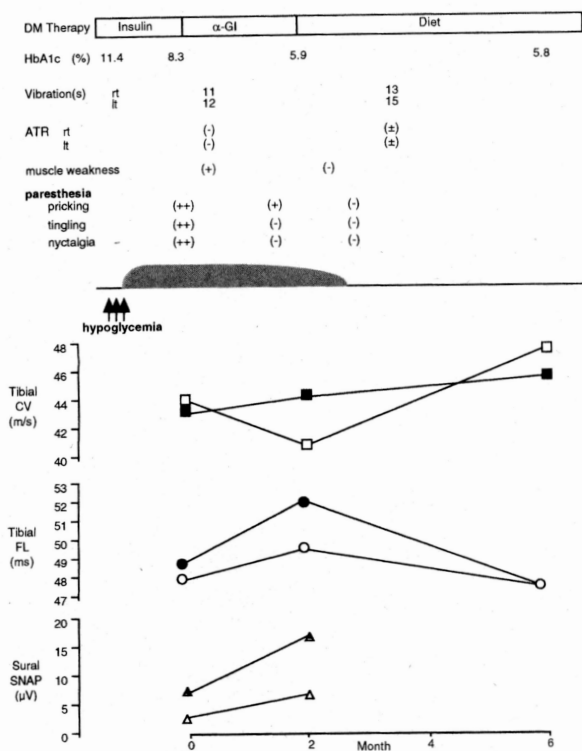 DM Therapy Insulin α-GI Diet
HbA1c (%) 11.4 8.3 5.9 5.8
Vibration(s) rt 11 13
lt 12 15
ATR rt (-) (±)
lt (-) (±)
muscle weakness (+) (-)
paresthesia
pricking (++) (+) (-)
tingling (++) (-) (-)
nyctalgia (++) (-) (-)
hypoglycemia
48
46
Tibial
CV 44
(m/s)
42
40
53
52
Tibial 51
FL 50
(ms) 49
48
47
20
15
Sural
SNAP 10
(μV)
5
0
0 2 Month 4 6